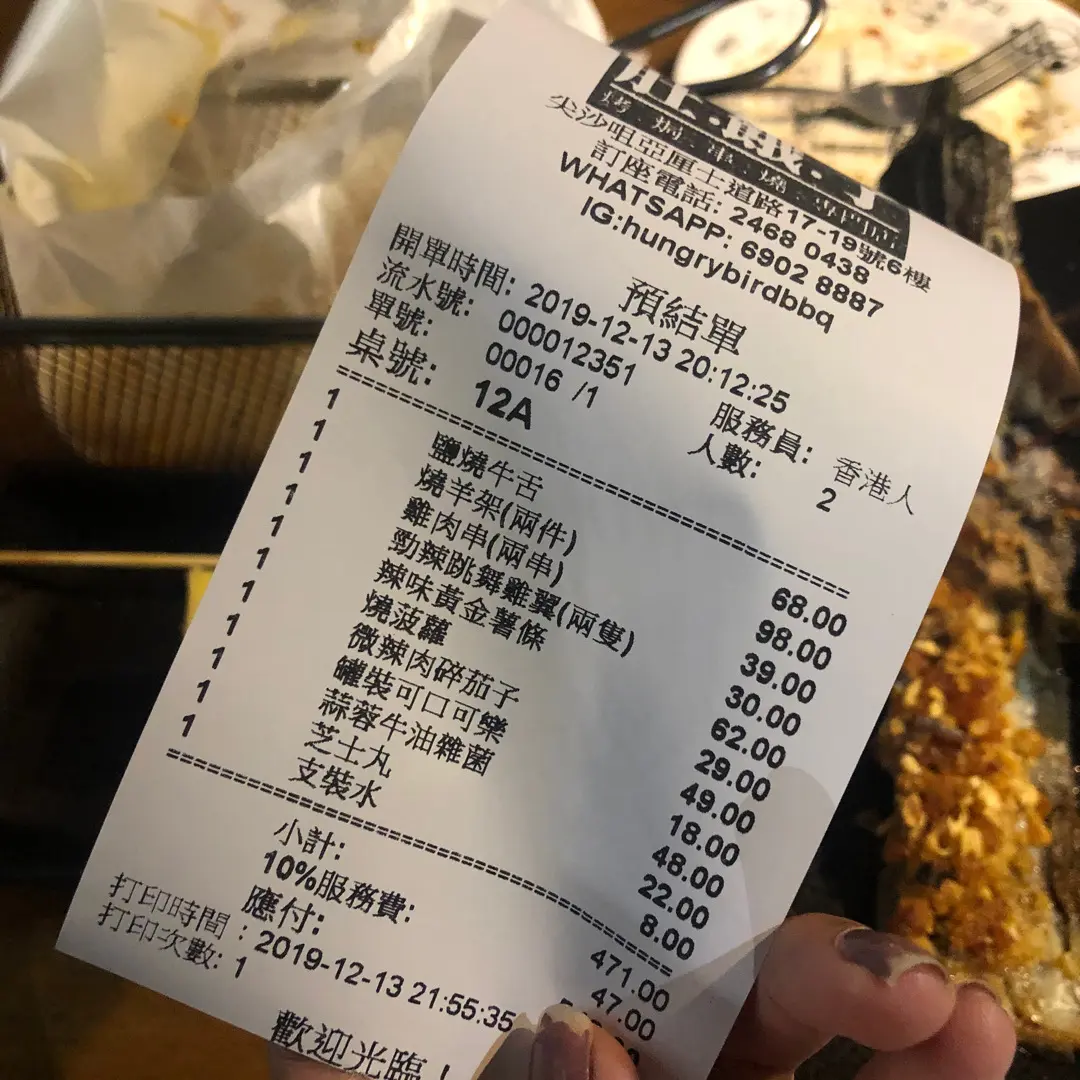 烤.焗.串.燒.專門店
尖沙咀亞厘士道路17-19號6樓
訂座電話: 2468 0438
WHATSAPP: 6902 8887
IG:hungrybirdbbq
預結單
開單時間: 2019-12-13 20:12:25
流水號: 000012351 服務員: 香港人
單號: 00016 /1 人數: 2
桌號: 12A
1 鹽燒牛舌 68.00
1 燒羊架(兩件) 98.00
1 雞肉串(兩串) 39.00
1 勁辣跳舞雞翼(兩隻) 30.00
1 辣味黃金薯條 62.00
1 燒菠蘿 29.00
1 微辣肉碎茄子 49.00
1 罐裝可口可樂 18.00
1 蒜蓉牛油雜菌 48.00
1 芝士丸 22.00
1 支裝水 8.00
小計: 471.00
10%服務費: 47.00
應付:
打印時間 : 2019-12-13 21:55:35
打印次數: 1
歡迎光臨!